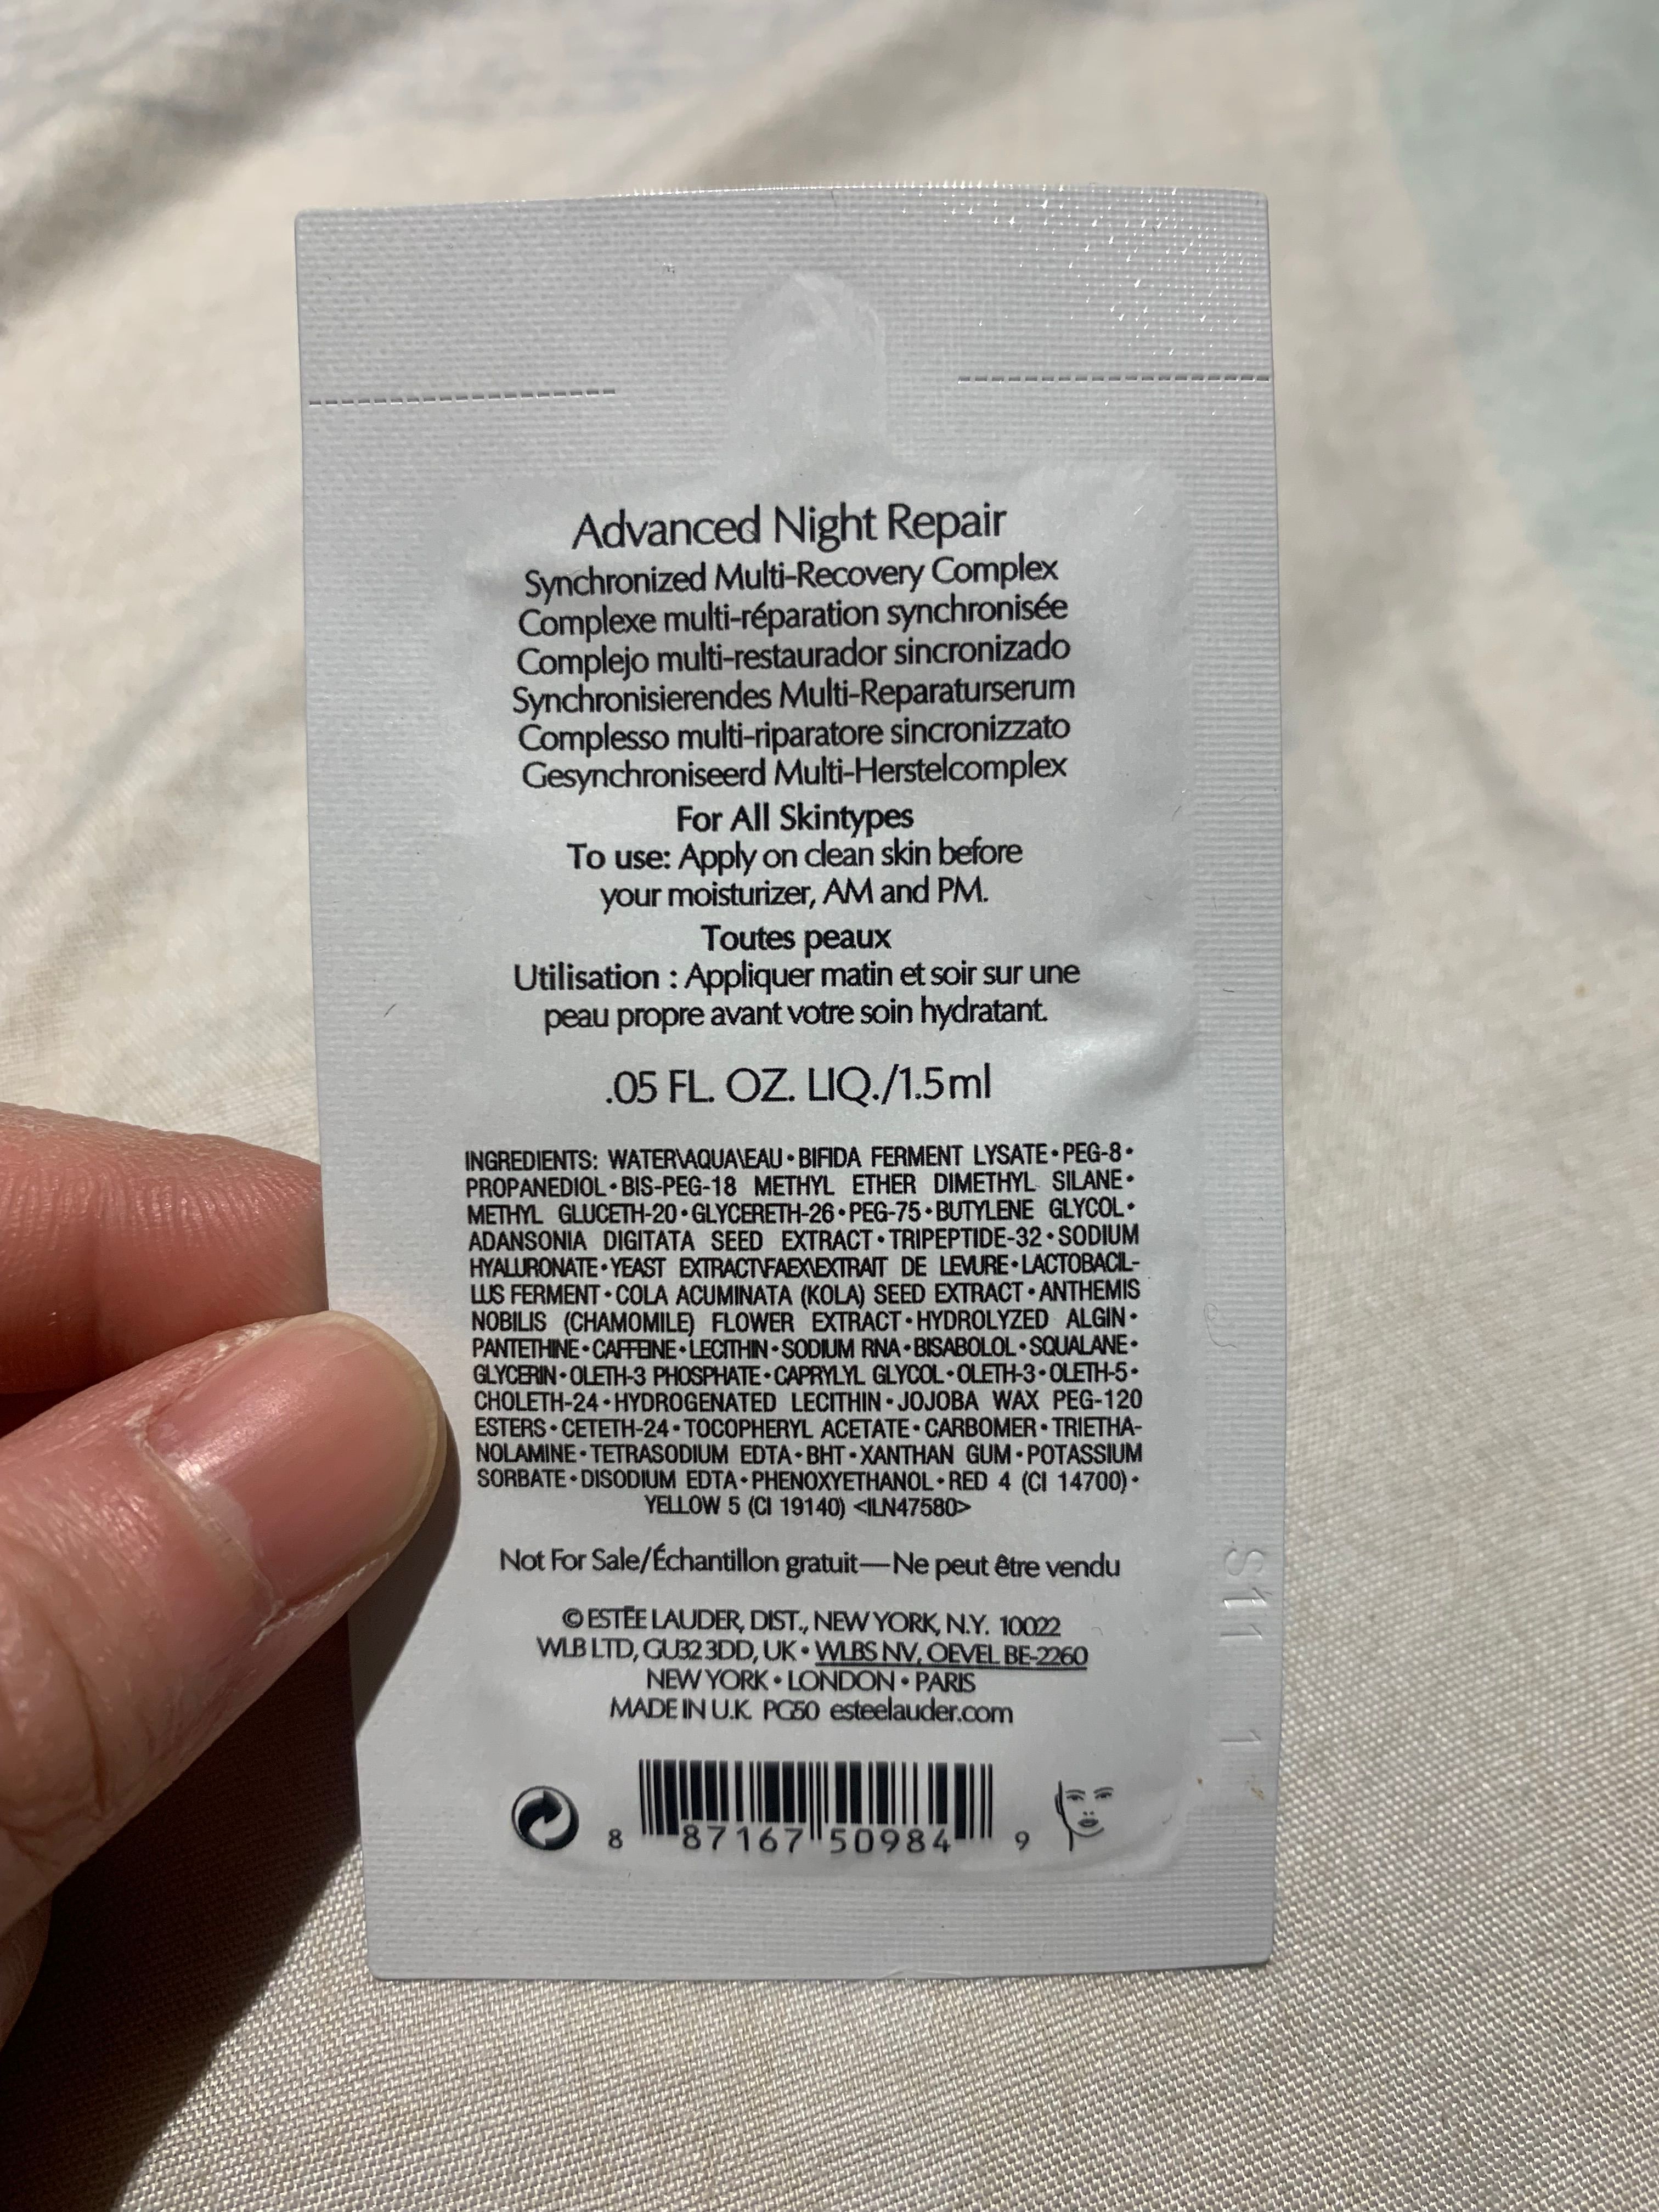 Advanced Night Repair
Synchronized Multi-Recovery Complex
Complexe multi-réparation synchronisée
Complejo multi-restaurador sincronizado
Synchronisierendes Multi-Reparaturserum
Complesso multi-riparatore sincronizzato
Gesynchroniseerd Multi-Herstelcomplex
For All Skintypes
To use: Apply on clean skin before
your moisturizer, AM and PM.
Toutes peaux
Utilisation : Appliquer matin et soir sur une
peau propre avant votre soin hydratant.
.05 FL. OZ. LIQ./1.5ml
INGREDIENTS: WATER\AQUA\EAU • BIFIDA FERMENT LYSATE • PEG-8 •
PROPANEDIOL • BIS-PEG-18 METHYL ETHER DIMETHYL SILANE •
METHYL GLUCETH-20 • GLYCERETH-26 • PEG-75 • BUTYLENE GLYCOL •
ADANSONIA DIGITATA SEED EXTRACT • TRIPEPTIDE-32 • SODIUM
HYALURONATE • YEAST EXTRACT\FAEX\EXTRAIT DE LEVURE • LACTOBACIL-
LUS FERMENT • COLA ACUMINATA (KOLA) SEED EXTRACT • ANTHEMIS
NOBILIS (CHAMOMILE) FLOWER EXTRACT • HYDROLYZED ALGIN •
PANTETHINE • CAFFEINE • LECITHIN • SODIUM RNA • BISABOLOL • SQUALANE •
GLYCERIN • OLETH-3 PHOSPHATE • CAPRYLYL GLYCOL • OLETH-3 • OLETH-5 •
CHOLETH-24 • HYDROGENATED LECITHIN • JOJOBA WAX PEG-120
ESTERS • CETETH-24 • TOCOPHERYL ACETATE • CARBOMER • TRIETHA-
NOLAMINE • TETRASODIUM EDTA • BHT • XANTHAN GUM • POTASSIUM
SORBATE • DISODIUM EDTA • PHENOXYETHANOL • RED 4 (CI 14700) •
YELLOW 5 (CI 19140) <ILN47580>
Not For Sale/Échantillon gratuit—Ne peut être vendu
© ESTÉE LAUDER, DIST., NEW YORK, N.Y. 10022
WLB LTD, GU32 3DD, UK • WLBS NV, OEVEL BE-2260
NEW YORK • LONDON • PARIS
MADE IN U.K. PG50 esteelauder.com
8 87167 50984 9
S11 1